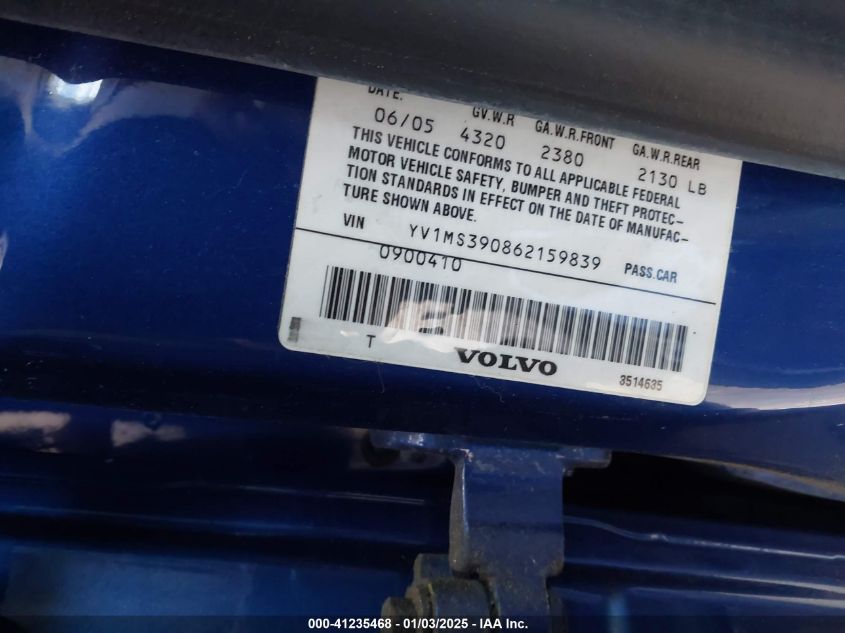 DATE: GV.W.R GA.W.R.FRONT GA.W.R.REAR
06/05 4320 2380 2130 LB
THIS VEHICLE CONFORMS TO ALL APPLICABLE FEDERAL
MOTOR VEHICLE SAFETY, BUMPER AND THEFT PROTEC-
TION STANDARDS IN EFFECT ON THE DATE OF MANUFAC-
TURE SHOWN ABOVE.
VIN YV1MS390862159839 PASS.CAR
0900410
T VOLVO 3514635
000-41235468 - 01/03/2025 - IAA Inc.